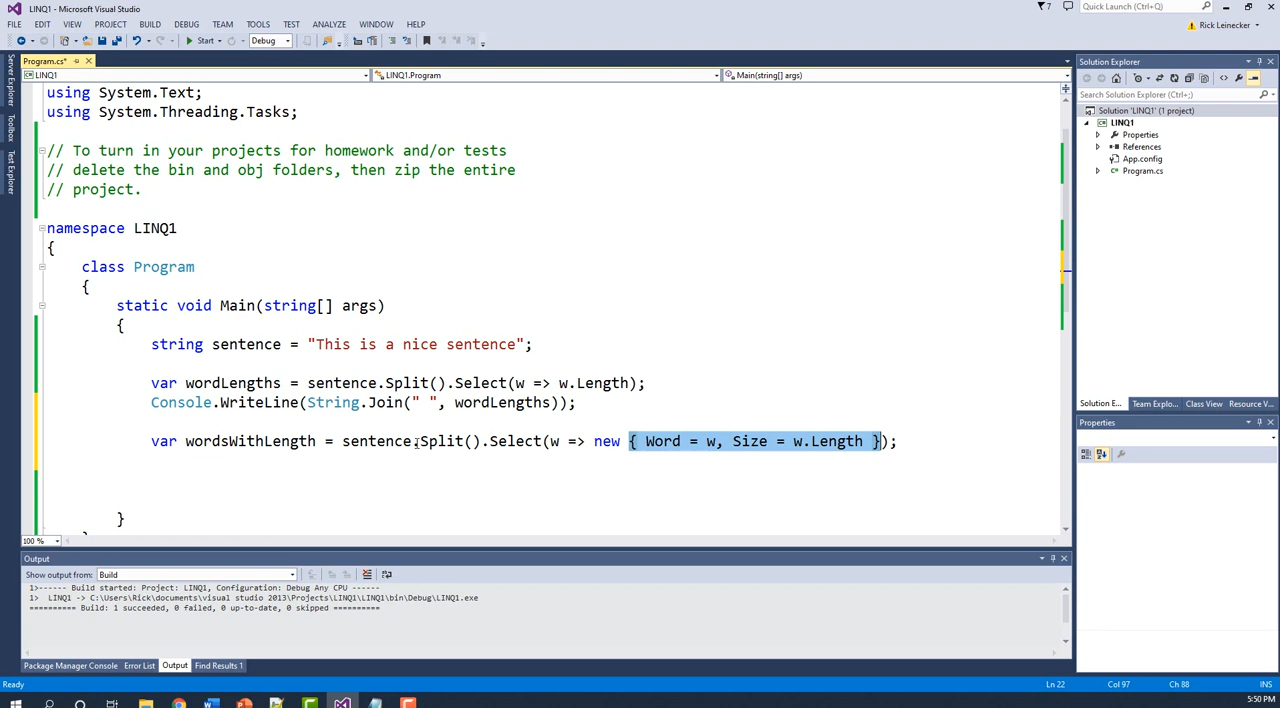 LINQ1 - Microsoft Visual Studio
7
Quick Launch (Ctrl+Q)
FILE EDIT VIEW PROJECT BUILD DEBUG TEAM TOOLS TEST ANALYZE WINDOW HELP
Rick Leinecker
Start
Debug
Server Explorer
Toolbox
Test Explorer
Program.cs*
LINQ1
LINQ1.Program
Main(string[] args)
using System.Text;
using System.Threading.Tasks;
// To turn in your projects for homework and/or tests
// delete the bin and obj folders, then zip the entire
// project.
namespace LINQ1
{
class Program
{
static void Main(string[] args)
{
string sentence = "This is a nice sentence";
var wordLengths = sentence.Split().Select(w => w.Length);
Console.WriteLine(String.Join(" ", wordLengths));
var wordsWithLength = sentence.Split().Select(w => new { Word = w, Size = w.Length });
}
100 %
Output
Show output from: Build
1>------ Build started: Project: LINQ1, Configuration: Debug Any CPU ------
1> LINQ1 -> C:\Users\Rick\documents\visual studio 2013\Projects\LINQ1\LINQ1\bin\Debug\LINQ1.exe
========== Build: 1 succeeded, 0 failed, 0 up-to-date, 0 skipped ==========
Package Manager Console Error List Output Find Results 1
Solution Explorer
Search Solution Explorer (Ctrl+;)
Solution 'LINQ1' (1 project)
LINQ1
Properties
References
App.config
Program.cs
Solution E... Team Explo... Class View Resource V...
Properties
Ready
Ln 22 Col 97 Ch 88 INS
5:50 PM